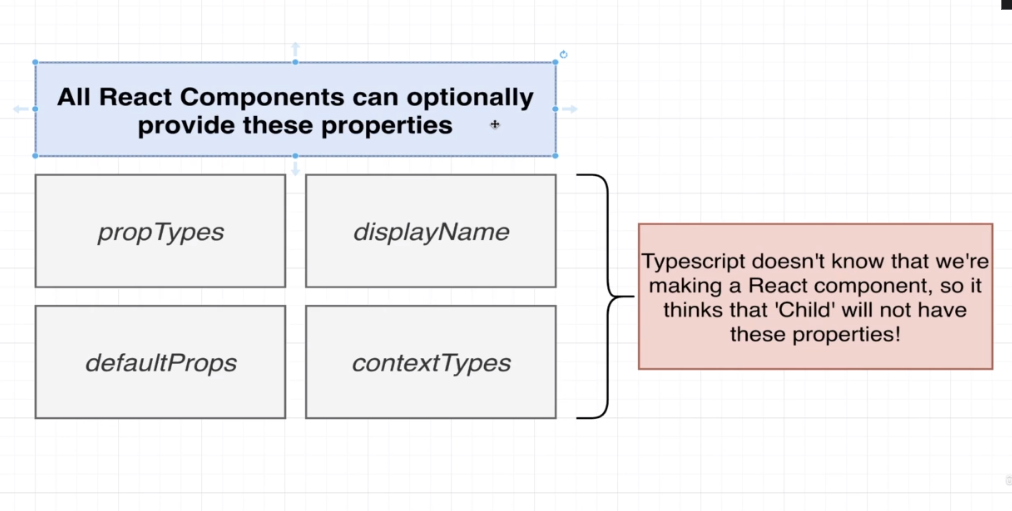 All React Components can optionally
provide these properties
propTypes
displayName
defaultProps
contextTypes
Typescript doesn't know that we're
making a React component, so it
thinks that 'Child' will not have
these properties!